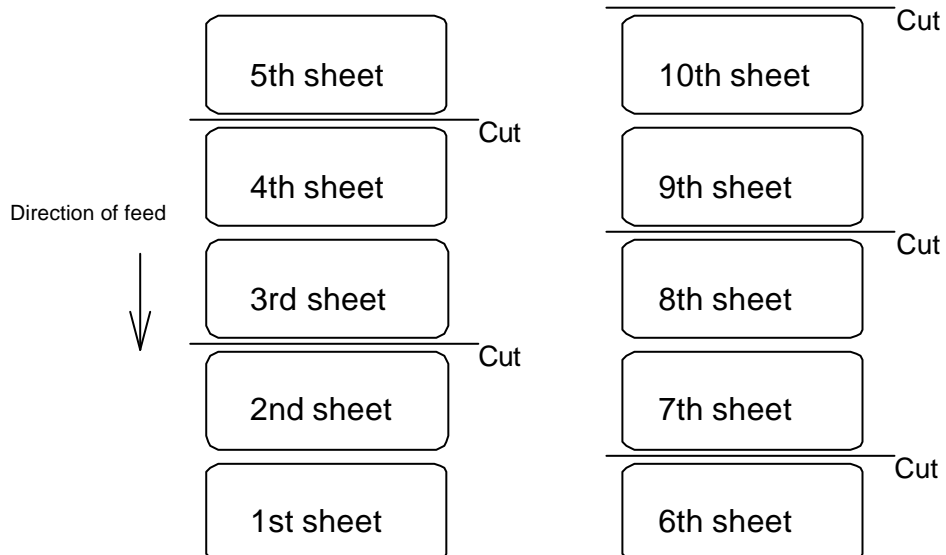 Cut
5th sheet
10th sheet
Cut
4th sheet
9th sheet
Direction of feed
Cut
3rd sheet
8th sheet
Cut
2nd sheet
7th sheet
Cut
1st sheet
6th sheet